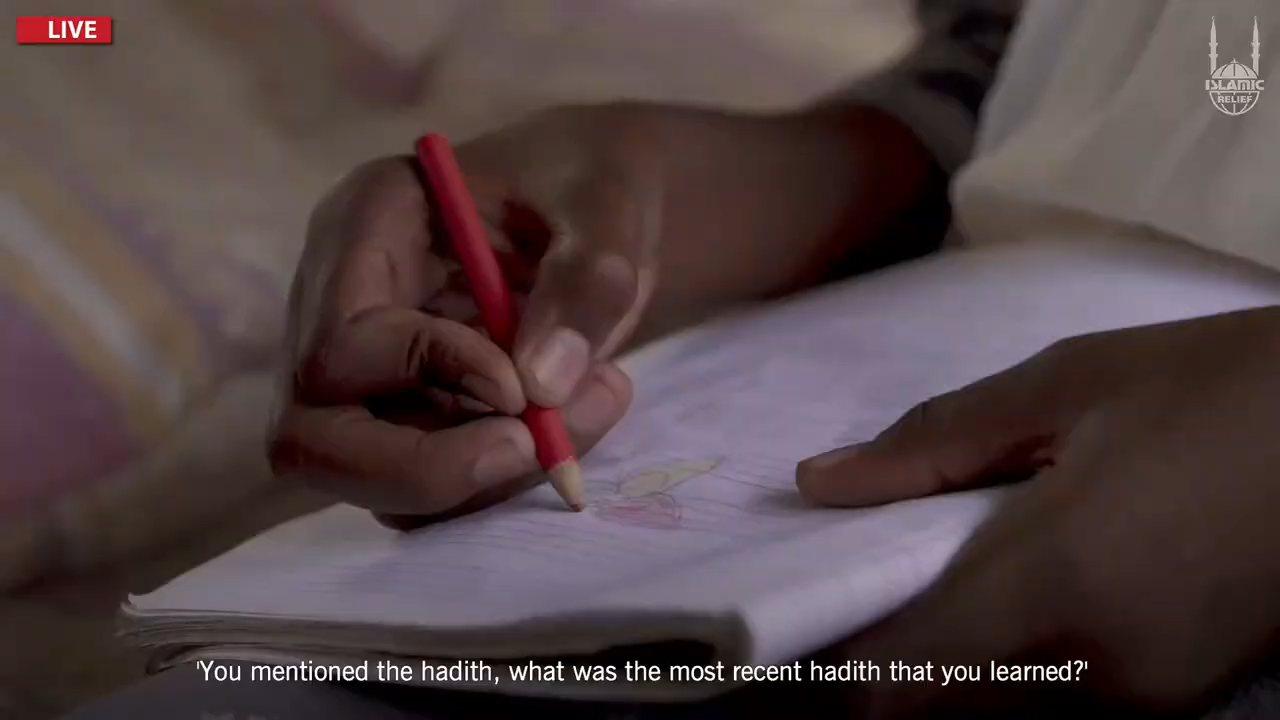 LIVE
ISLAMIC
RELIEF
'You mentioned the hadith, what was the most recent hadith that you learned?'